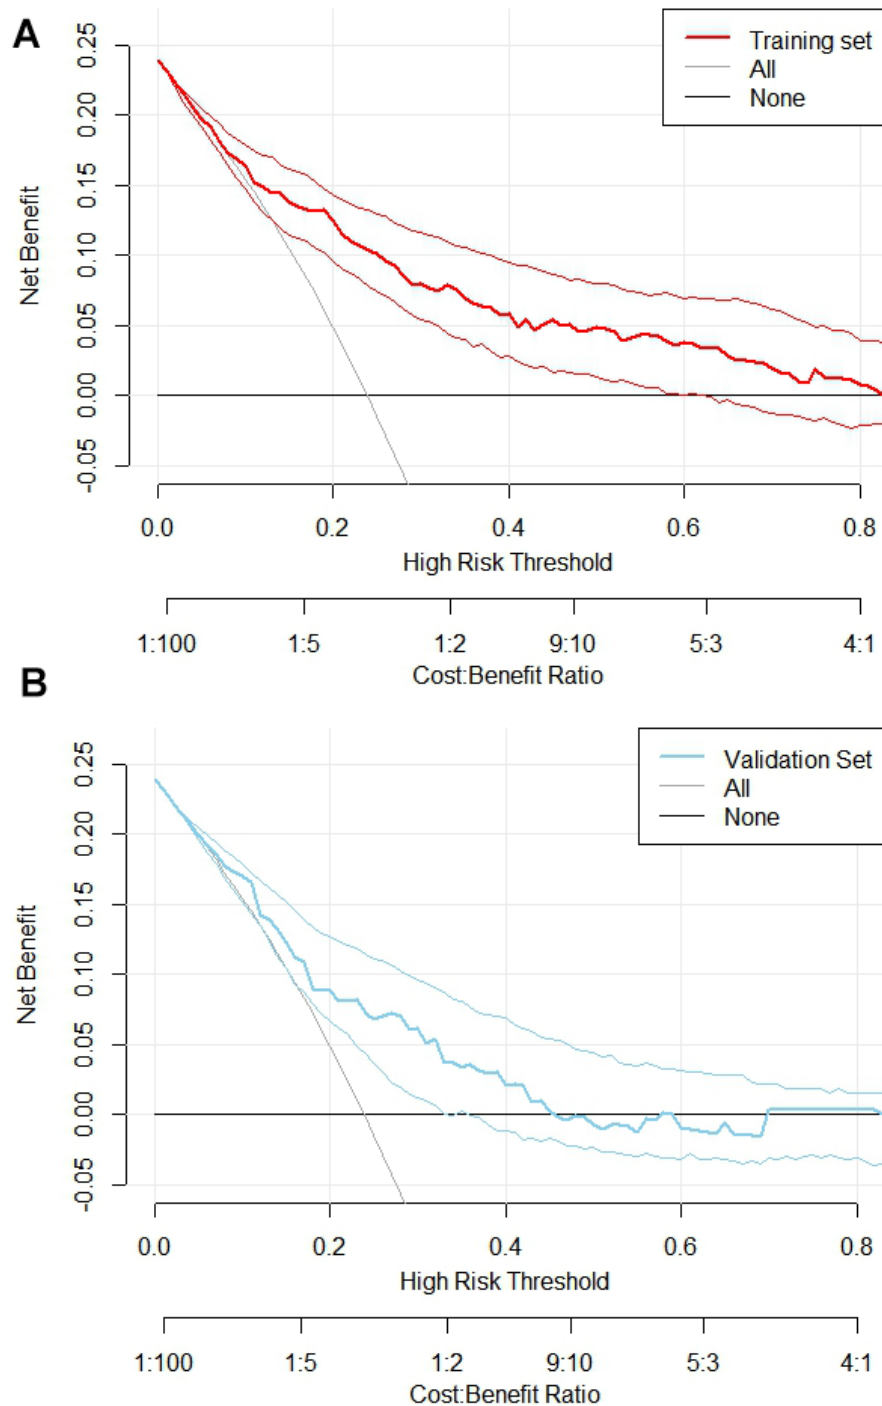 A
Training set
All
None
0.25
0.20
0.15
0.10
0.05
0.00
-0.05
Net Benefit
0.0 0.2 0.4 0.6 0.8
High Risk Threshold
1:100 1:5 1:2 9:10 5:3 4:1
Cost:Benefit Ratio
B
Validation Set
All
None
0.25
0.20
0.15
0.10
0.05
0.00
-0.05
Net Benefit
0.0 0.2 0.4 0.6 0.8
High Risk Threshold
1:100 1:5 1:2 9:10 5:3 4:1
Cost:Benefit Ratio